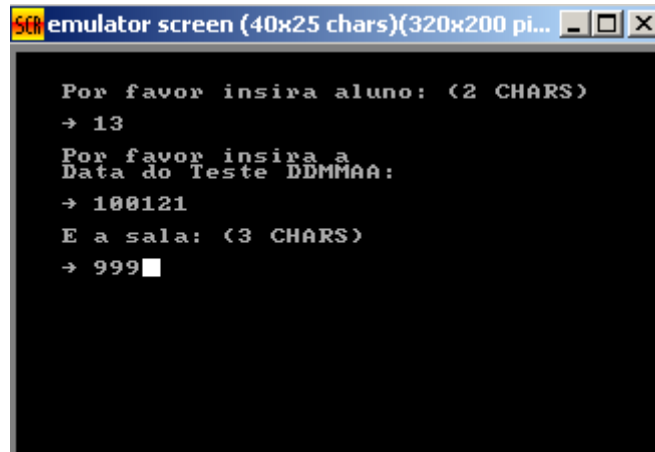 SCR emulator screen (40x25 chars)(320x200 pi...
Por favor insira aluno: (2 CHARS)
→ 13
Por favor insira a
Data do Teste DDMMAA:
→ 100121
E a sala: (3 CHARS)
→ 999